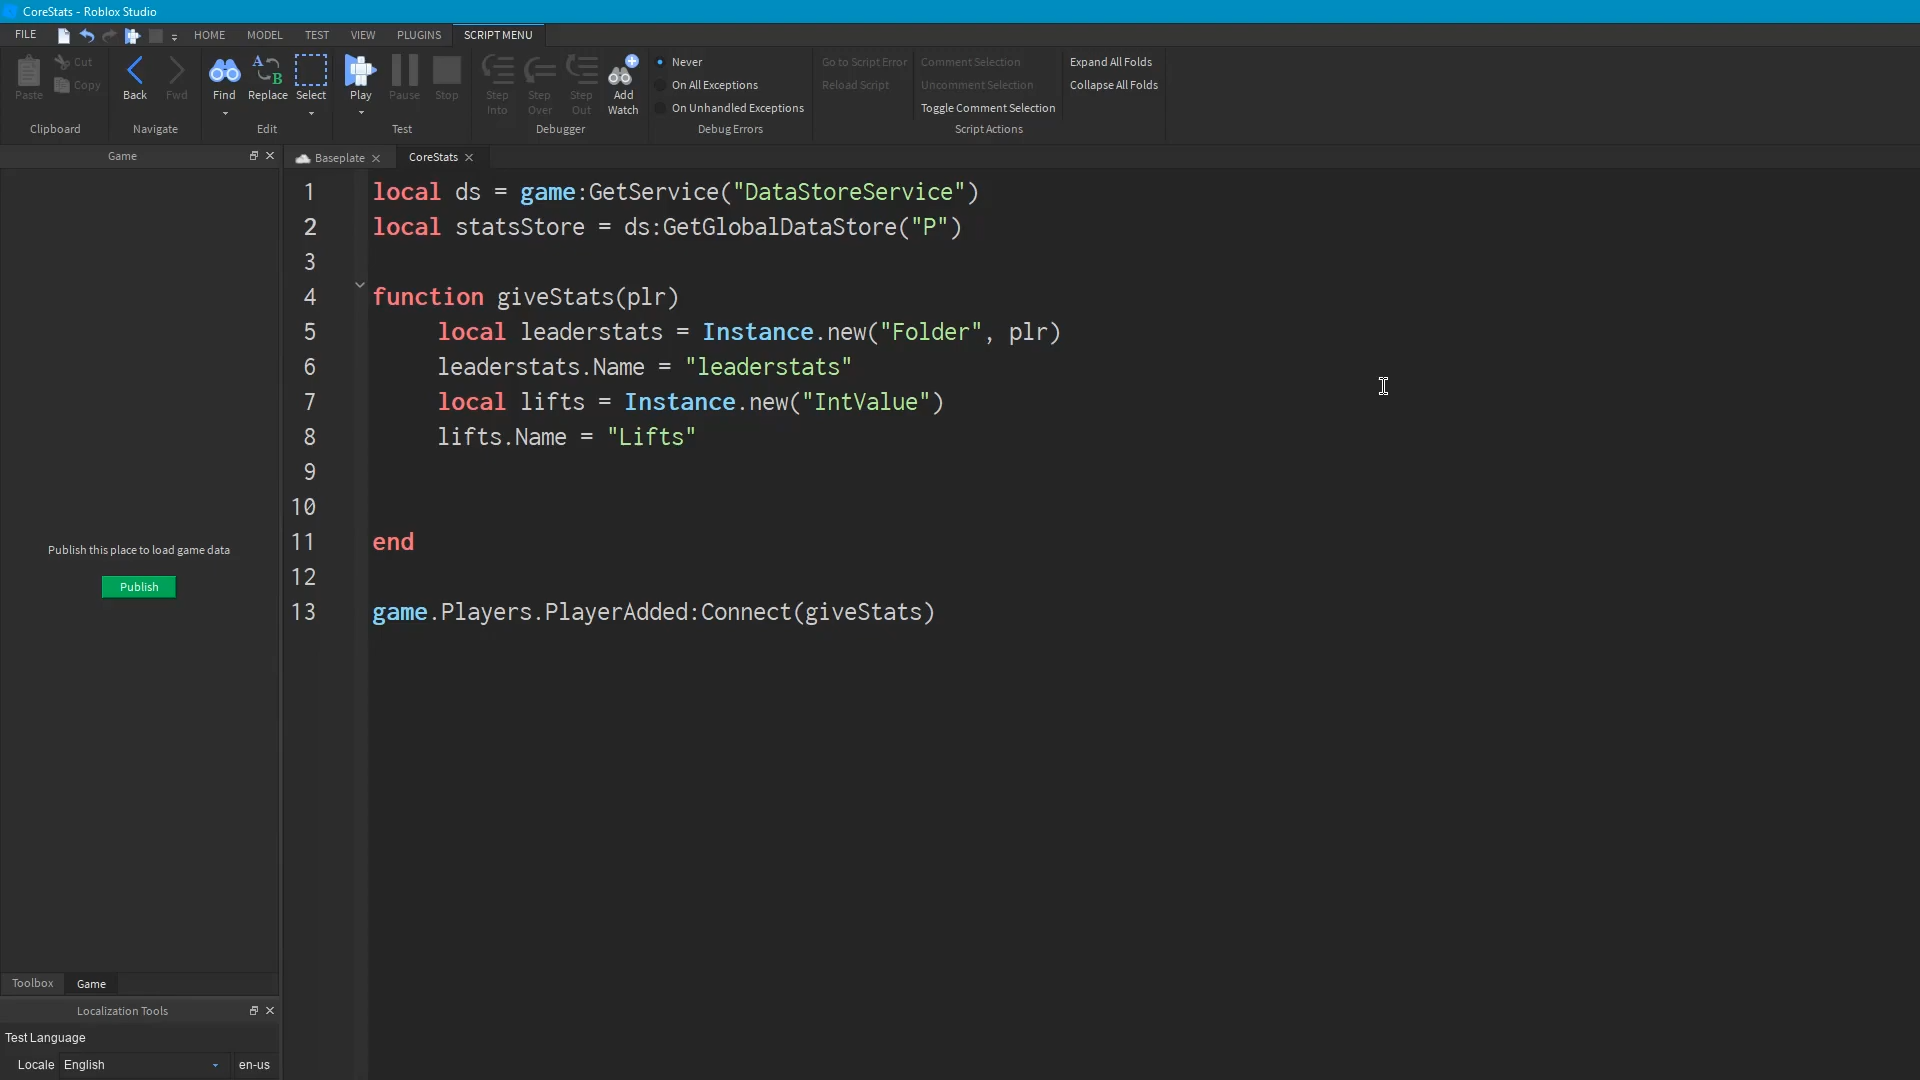 CoreStats - Roblox Studio
FILE HOME MODEL TEST VIEW PLUGINS SCRIPT MENU
Paste Cut Copy
Clipboard
Back Fwd
Navigate
Find Replace Select
Edit
Play Pause Stop
Test
Step Into Step Over Step Out Add Watch
Debugger
Never
On All Exceptions
On Unhandled Exceptions
Debug Errors
Go to Script Error
Reload Script
Comment Selection
Uncomment Selection
Toggle Comment Selection
Script Actions
Expand All Folds
Collapse All Folds
Game
Baseplate CoreStats
1 local ds = game:GetService("DataStoreService")
2 local statsStore = ds:GetGlobalDataStore("P")
3
4 function giveStats(plr)
5 local leaderstats = Instance.new("Folder", plr)
6 leaderstats.Name = "leaderstats"
7 local lifts = Instance.new("IntValue")
8 lifts.Name = "Lifts"
9
10
11 end
12
13 game.Players.PlayerAdded:Connect(giveStats)
Publish this place to load game data
Publish
Toolbox Game
Localization Tools
Test Language
Locale English en-us